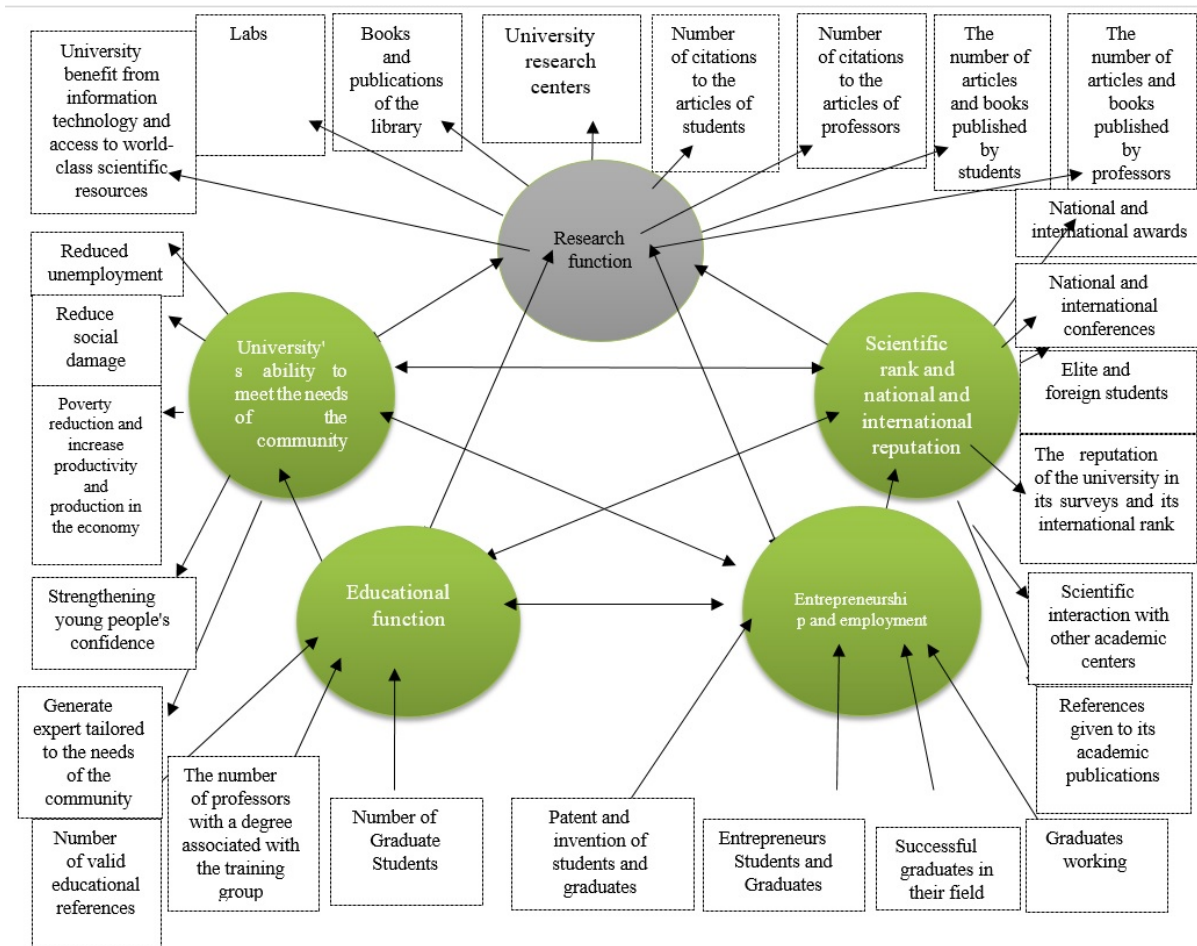 University
benefit from
information
technology and
access to world-
class scientific
resources
Labs
Books
and
publications
of the
library
University
research
centers
Number
of citations
to the
articles of
students
Number
of citations
to the
articles of
professors
The
number of
articles
and books
published
by
students
The
number of
articles and
books
published
by
professors
Research
function
National and
international awards
Reduced
unemployment
National and
international
conferences
Reduce
social
damage
University'
s ability to
meet the needs
of the
community
Scientific
rank and
national and
international
reputation
Elite and
foreign students
Poverty
reduction and
increase
productivity
and
production in
the economy
The reputation
of the university in
its surveys and its
international rank
Strengthening
young people's
confidence
Educational
function
Entrepreneurshi
p and employment
Scientific
interaction with
other academic
centers
Generate
expert tailored
to the needs
of the
community
References
given to its
academic
publications
Number
of valid
educational
references
The number
of professors
with a degree
associated with
the training
group
Number of
Graduate
Students
Patent and
invention of
students and
graduates
Entrepreneurs
Students and
Graduates
Successful
graduates in
their field
Graduates
working